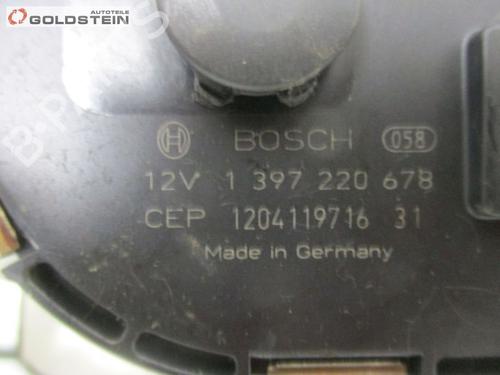 AUTOTEILE
GOLDSTEIN
BOSCH 058
12V 1 397 220 678
CEP 1204119716 31
Made in Germany